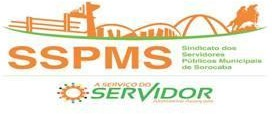 SSPMS
Sindicato dos
Servidores
Públicos Municipais
de Sorocaba
A SERVIÇO DO
SERVIDOR